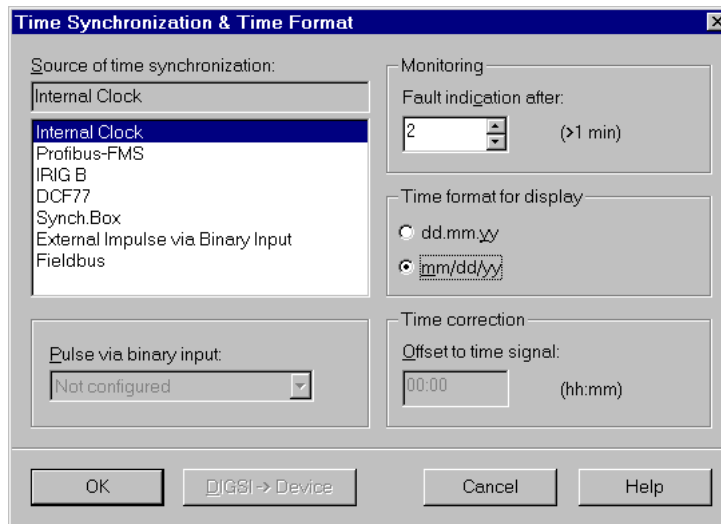 Time Synchronization & Time Format
Source of time synchronization:
Internal Clock
Internal Clock
Profibus-FMS
IRIG B
DCF77
Synch.Box
External Impulse via Binary Input
Fieldbus
Pulse via binary input:
Not configured
Monitoring
Fault indication after:
2 (>1 min)
Time format for display
dd.mm.yy
mm/dd/yy
Time correction
Offset to time signal:
00:00 (hh:mm)
OK DIGSI -> Device Cancel Help